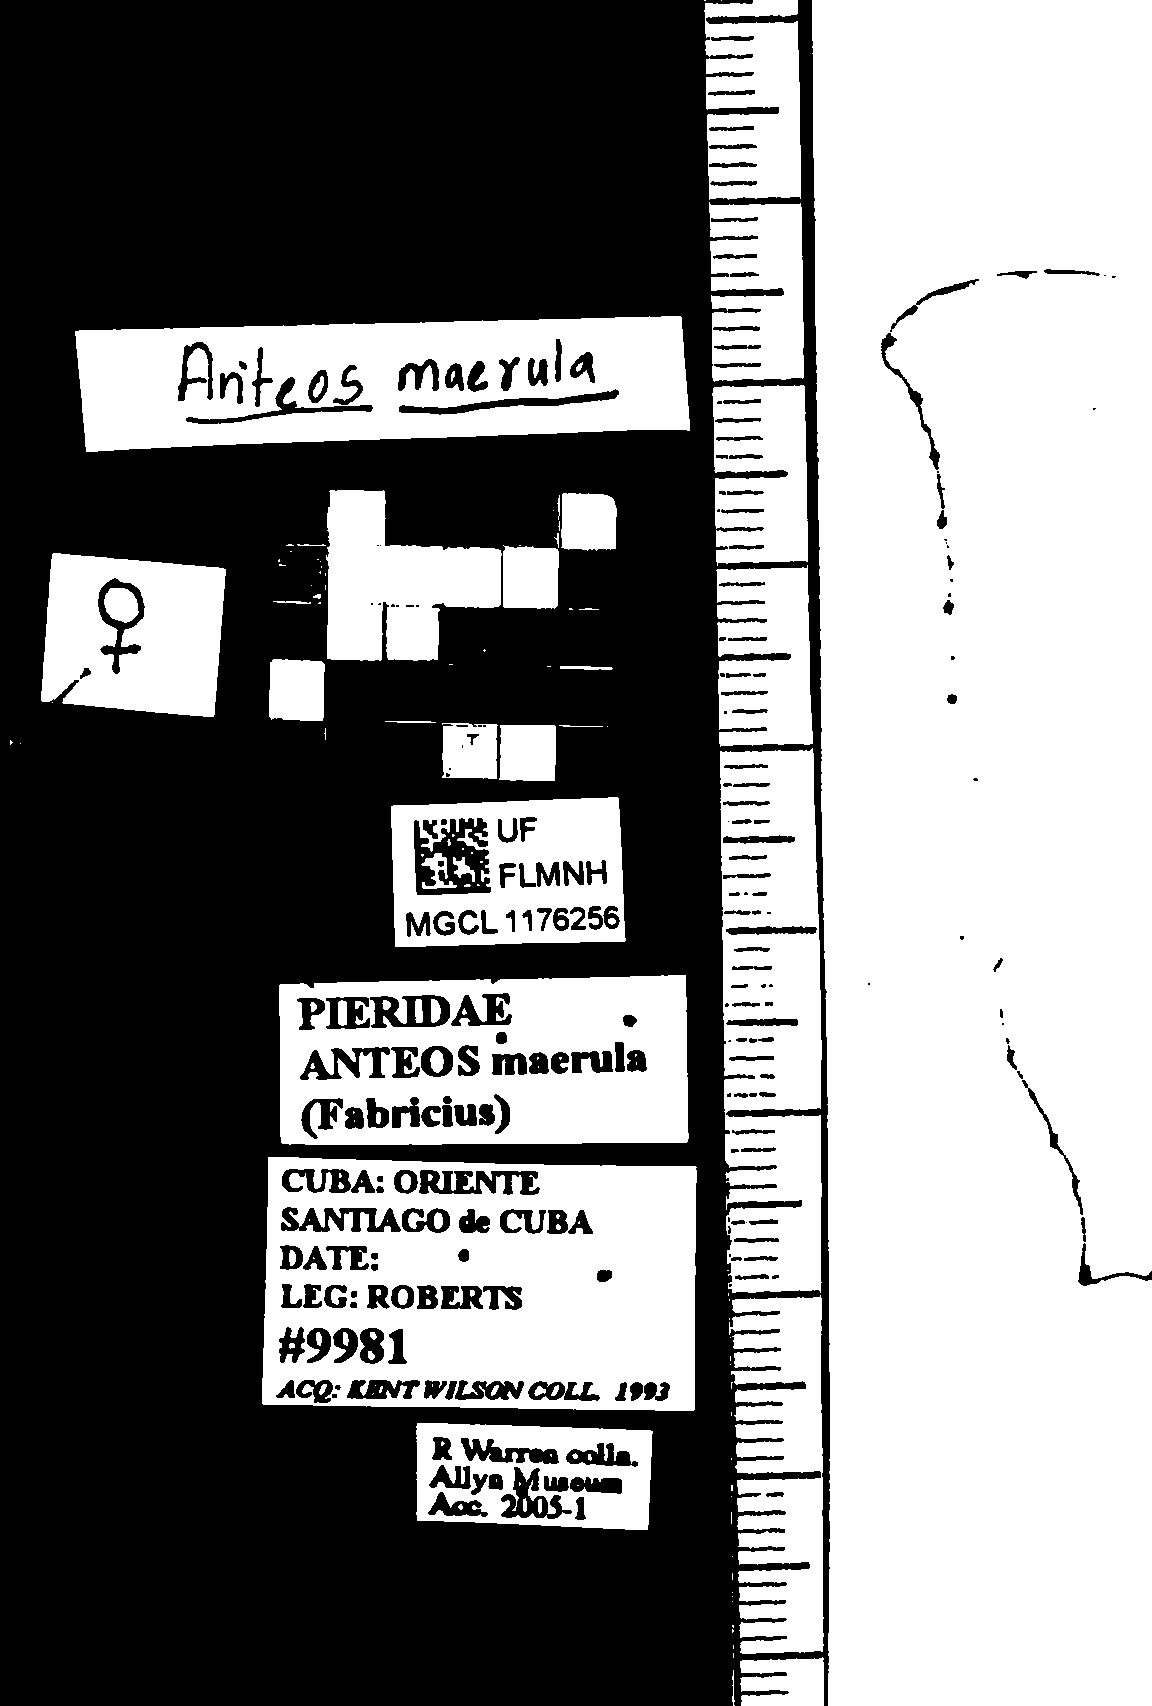 Anteos maerula
♀
UF
FLMNH
MGCL 1176256
PIERIDAE
ANTEOS maerula
(Fabricius)
CUBA: ORIENTE
SANTIAGO de CUBA
DATE:
LEG: ROBERTS
#9981
ACQ: KENT WILSON COLL. 1993
R Warren colln.
Allyn Museum
Acc. 2005-1